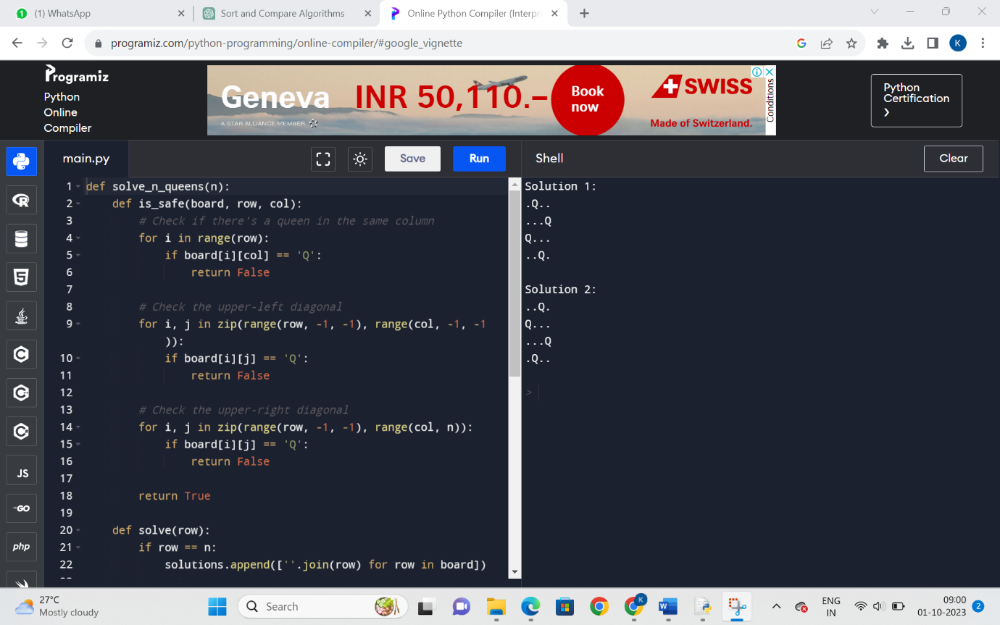 (1) WhatsApp
Sort and Compare Algorithms
Online Python Compiler (Interpr
programiz.com/python-programming/online-compiler/#google_vignette
K
Programiz
Python
Online
Compiler
Geneva
A STAR ALLIANCE MEMBER
INR 50,110.–
Book
now
SWISS
Made of Switzerland.
Conditions
Python
Certification
main.py
Save
Run
Shell
Clear
1 def solve_n_queens(n):
2 def is_safe(board, row, col):
3 # Check if there's a queen in the same column
4 for i in range(row):
5 if board[i][col] == 'Q':
6 return False
7
8 # Check the upper-left diagonal
9 for i, j in zip(range(row, -1, -1), range(col, -1, -1
)):
10 if board[i][j] == 'Q':
11 return False
12
13 # Check the upper-right diagonal
14 for i, j in zip(range(row, -1, -1), range(col, n)):
15 if board[i][j] == 'Q':
16 return False
17
18 return True
19
20 def solve(row):
21 if row == n:
22 solutions.append([''.join(row) for row in board])
Solution 1:
.Q..
...Q
Q...
..Q.
Solution 2:
..Q.
Q...
...Q
.Q..
>
R
5
C
C
C
JS
GO
php
27°C
Mostly cloudy
Search
K
W
ENG
IN
09:00
01-10-2023
2